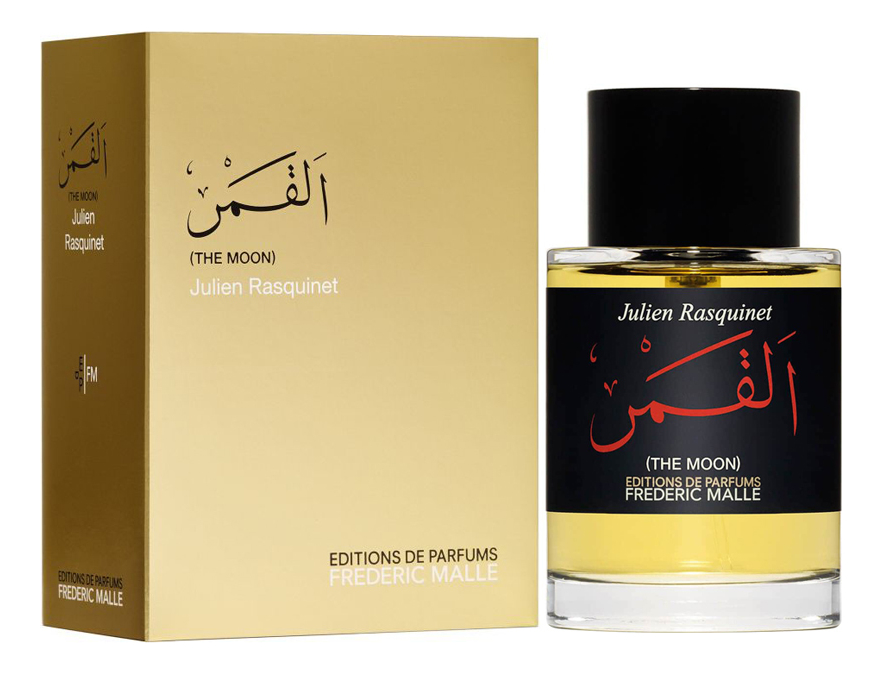 القمر
(THE MOON)
Julien
Rasquinet
FM
EDITIONS DE PARFUMS
FREDERIC MALLE
القمر
(THE MOON)
Julien Rasquinet
EDITIONS DE PARFUMS
FREDERIC MALLE
Julien Rasquinet
القمر
(THE MOON)
EDITIONS DE PARFUMS
FREDERIC MALLE